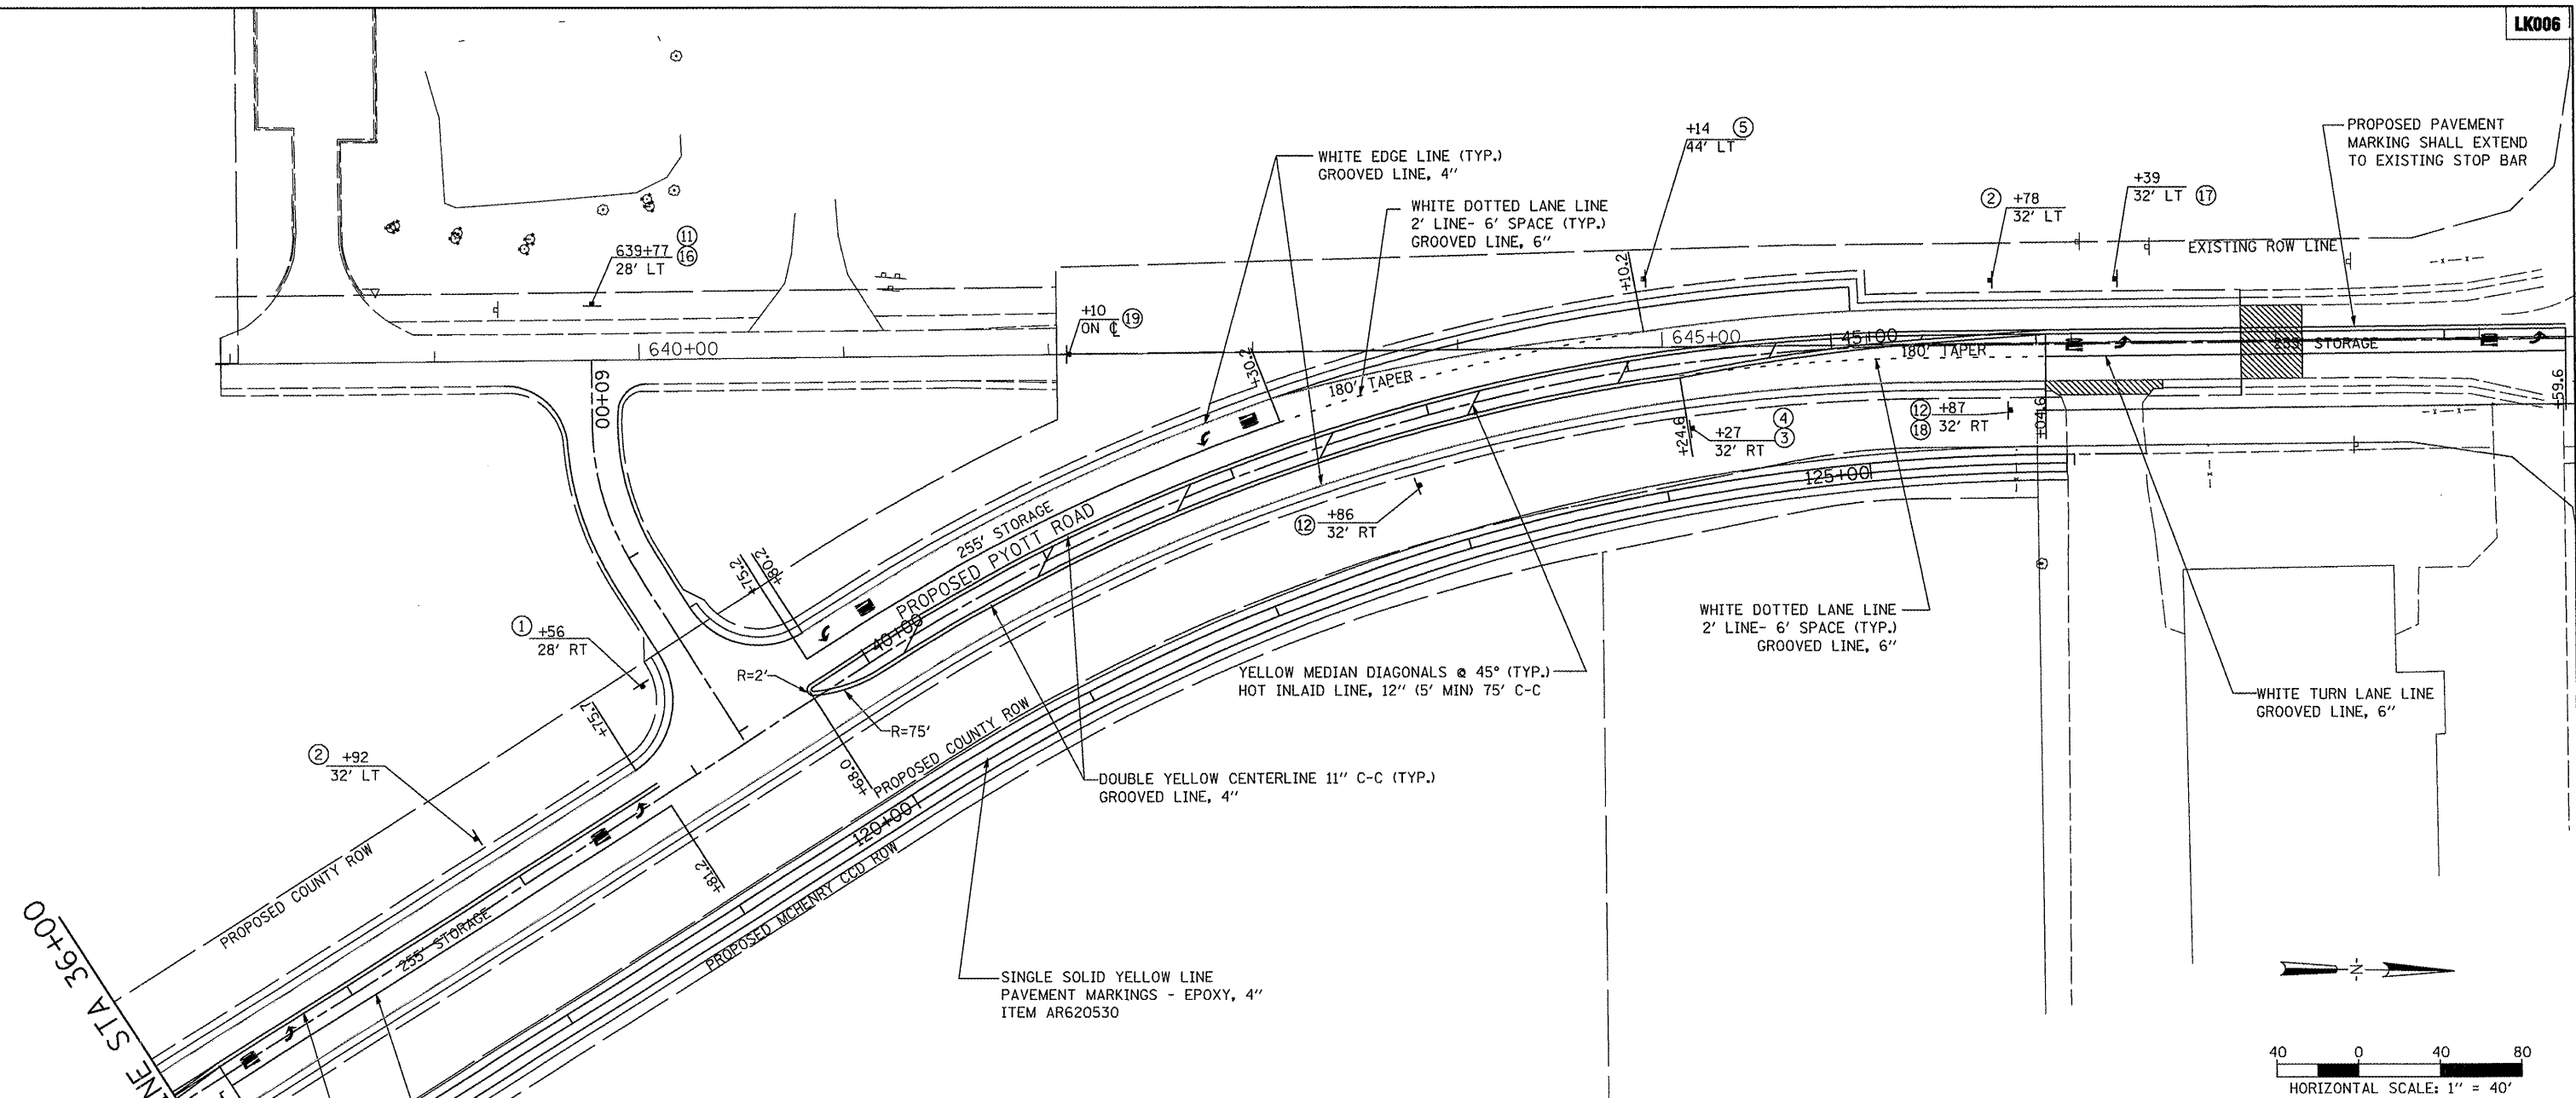 LK006
PROPOSED PAVEMENT
MARKING SHALL EXTEND
TO EXISTING STOP BAR
+14 5
44' LT
WHITE EDGE LINE (TYP.)
GROOVED LINE, 4"
+39
32' LT 17
2 +78
32' LT
WHITE DOTTED LANE LINE
2' LINE- 6' SPACE (TYP.)
GROOVED LINE, 6"
11
639+77 16
28' LT
EXISTING ROW LINE
+10.2
+10 19
ON ℄
640+00
645+00
45+00
180' TAPER
255' STORAGE
+30.2
180' TAPER
60+00
+59.6
12 +87
18 32' RT
+04.6
+24.6
4
+27 3
32' RT
125+00
12 +86
32' RT
255' STORAGE
PROPOSED PYOTT ROAD
+75.2
+80.2
40+00
1 +56
28' RT
WHITE DOTTED LANE LINE
2' LINE- 6' SPACE (TYP.)
GROOVED LINE, 6"
R=2'
YELLOW MEDIAN DIAGONALS @ 45° (TYP.)
HOT INLAID LINE, 12" (5' MIN) 75' C-C
WHITE TURN LANE LINE
GROOVED LINE, 6"
R=75'
+75.7
PROPOSED COUNTY ROW
2 +92
32' LT
+68.0
DOUBLE YELLOW CENTERLINE 11" C-C (TYP.)
GROOVED LINE, 4"
120+00
+81.2
PROPOSED COUNTY ROW
PROPOSED MCHENRY CCD ROW
255' STORAGE
NE STA 36+00
SINGLE SOLID YELLOW LINE
PAVEMENT MARKINGS - EPOXY, 4"
ITEM AR620530
N
40 0 40 80
HORIZONTAL SCALE: 1" = 40'